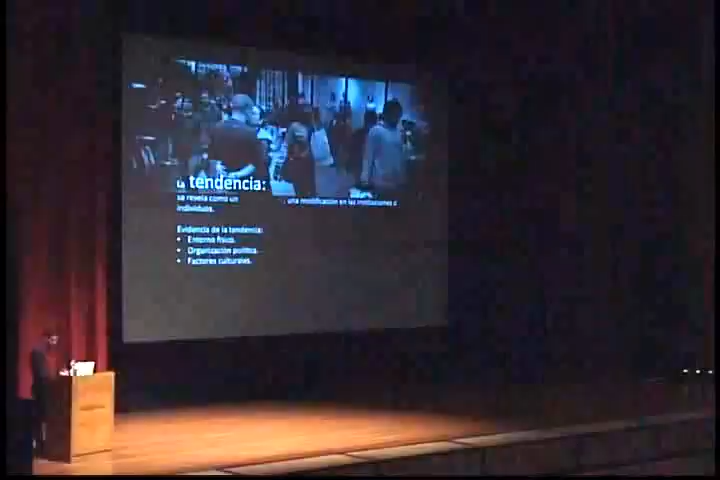 La tendencia:
se revela como un una modificación en las instituciones o
individuos.
Evidencia de la tendencia:
• Entorno físico.
• Organización política.
• Factores culturales.